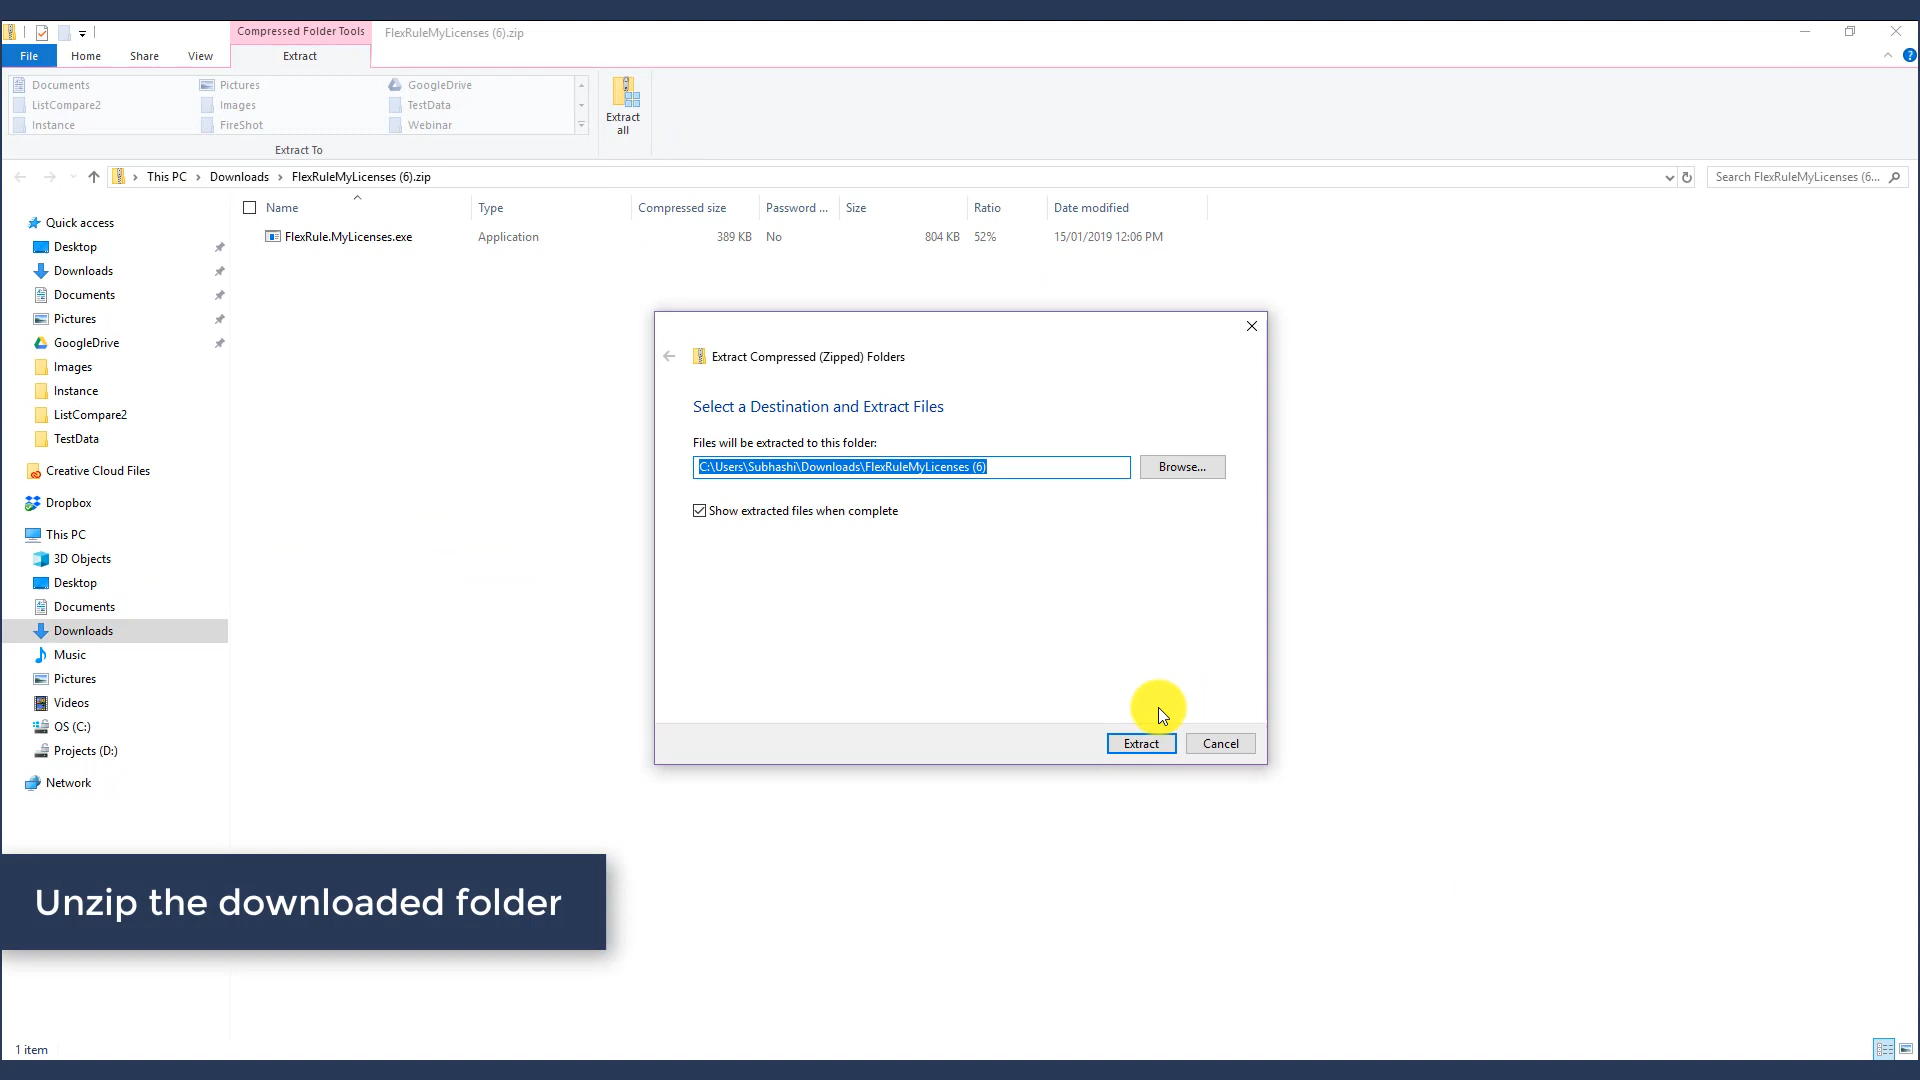 Compressed Folder Tools
FlexRuleMyLicenses (6).zip
File
Home
Share
View
Extract
?
Documents
Pictures
GoogleDrive
ListCompare2
Images
TestData
Instance
FireShot
Webinar
Extract
all
Extract To
This PC
Downloads
FlexRuleMyLicenses (6).zip
Search FlexRuleMyLicenses (6...
Name
Type
Compressed size
Password ...
Size
Ratio
Date modified
FlexRule.MyLicenses.exe
Application
389 KB
No
804 KB
52%
15/01/2019 12:06 PM
Quick access
Desktop
Downloads
Documents
Pictures
GoogleDrive
Images
Instance
ListCompare2
TestData
Creative Cloud Files
Dropbox
This PC
3D Objects
Desktop
Documents
Downloads
Music
Pictures
Videos
OS (C:)
Projects (D:)
Network
Extract Compressed (Zipped) Folders
Select a Destination and Extract Files
Files will be extracted to this folder:
C:\Users\Subhashi\Downloads\FlexRuleMyLicenses (6)
Browse...
Show extracted files when complete
Extract
Cancel
Unzip the downloaded folder
1 item